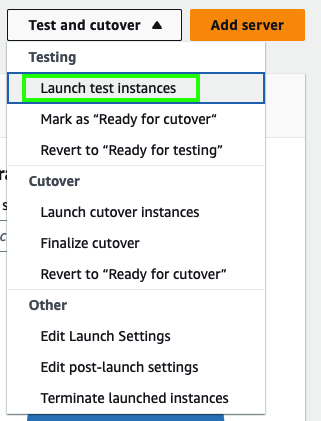 Test and cutover ▲
Add server
Testing
Launch test instances
Mark as “Ready for cutover“
Revert to “Ready for testing”
Cutover
Launch cutover instances
Finalize cutover
Revert to “Ready for cutover”
Other
Edit Launch Settings
Edit post-launch settings
Terminate launched instances